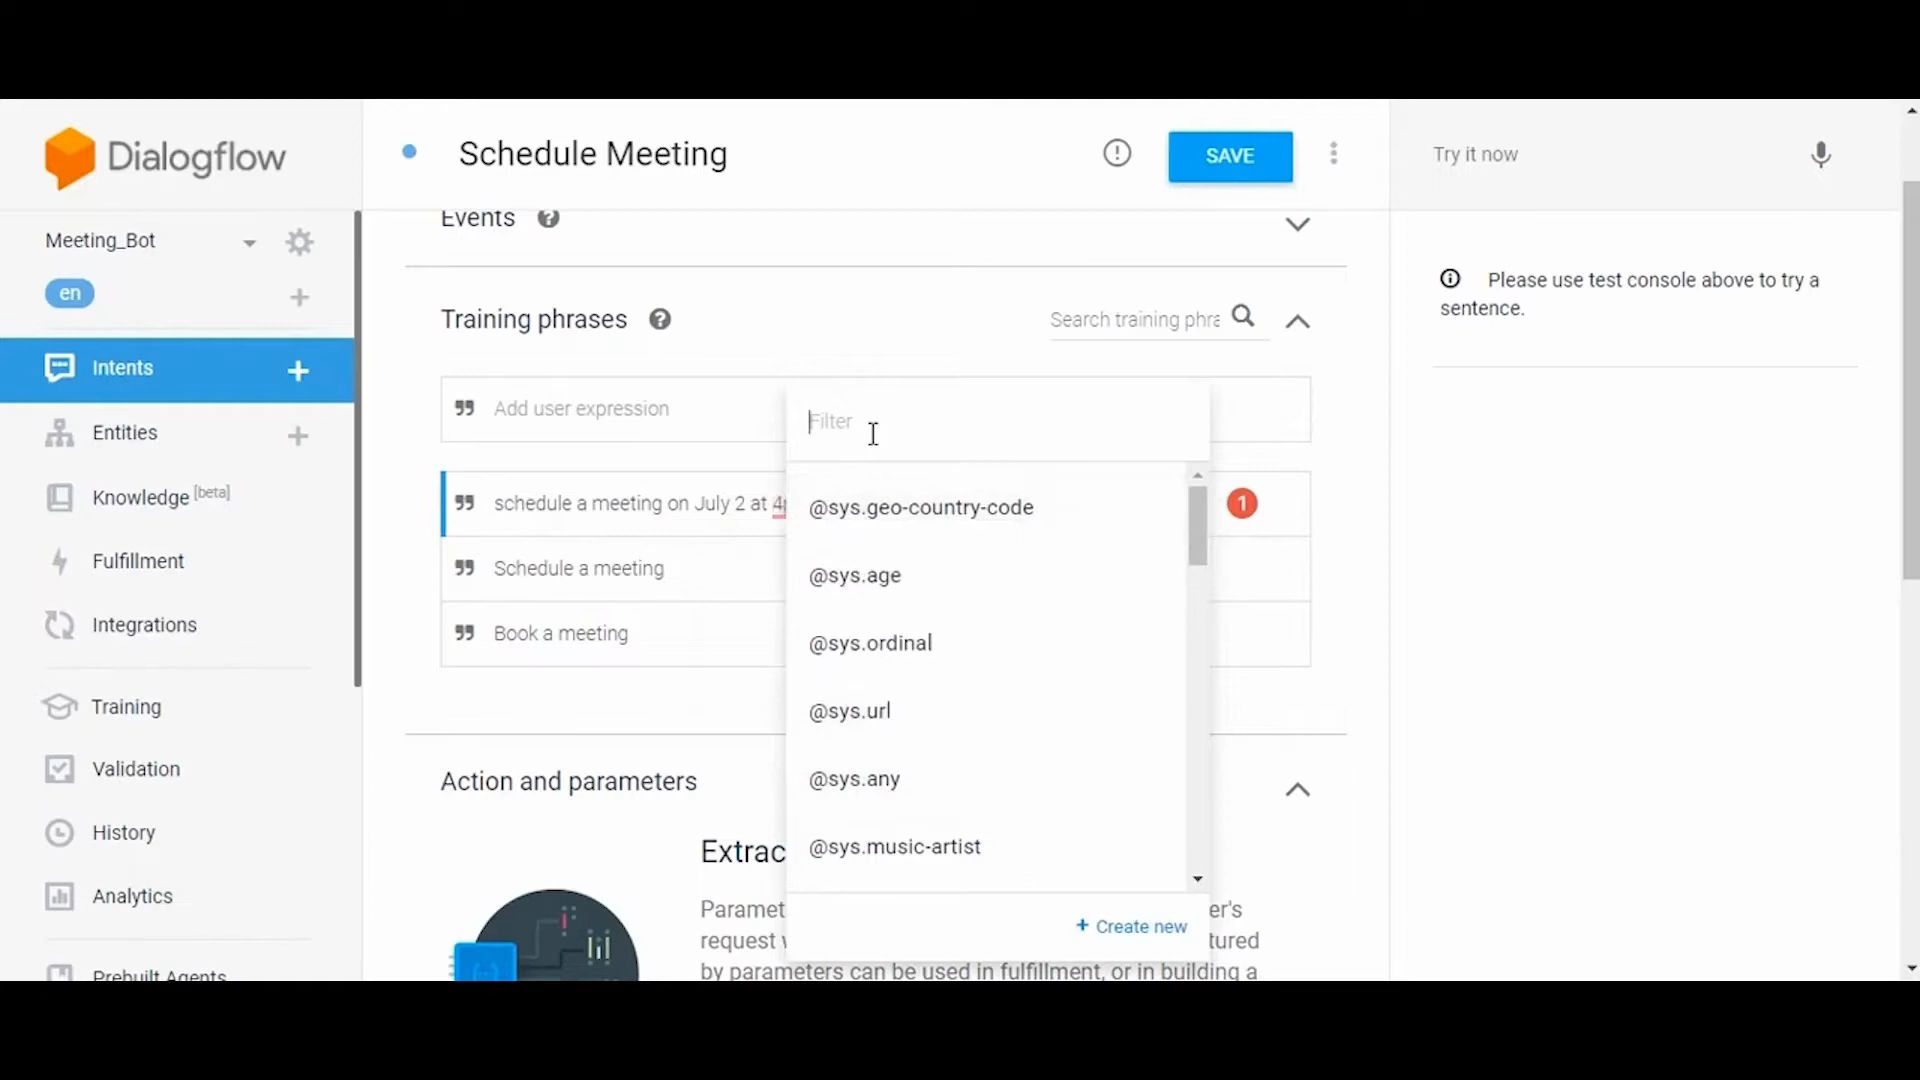 Dialogflow
Schedule Meeting
SAVE
Try it now
Meeting_Bot
en
Intents
Entities
Knowledge [beta]
Fulfillment
Integrations
Training
Validation
History
Analytics
Prebuilt Agents
Events
Training phrases
Search training phra
Add user expression
schedule a meeting on July 2 at 4p
1
Schedule a meeting
Book a meeting
Filter
@sys.geo-country-code
@sys.age
@sys.ordinal
@sys.url
@sys.any
@sys.music-artist
+ Create new
Action and parameters
Extrac
Paramet er's
request tured
by parameters can be used in fulfillment, or in building a
Please use test console above to try a
sentence.